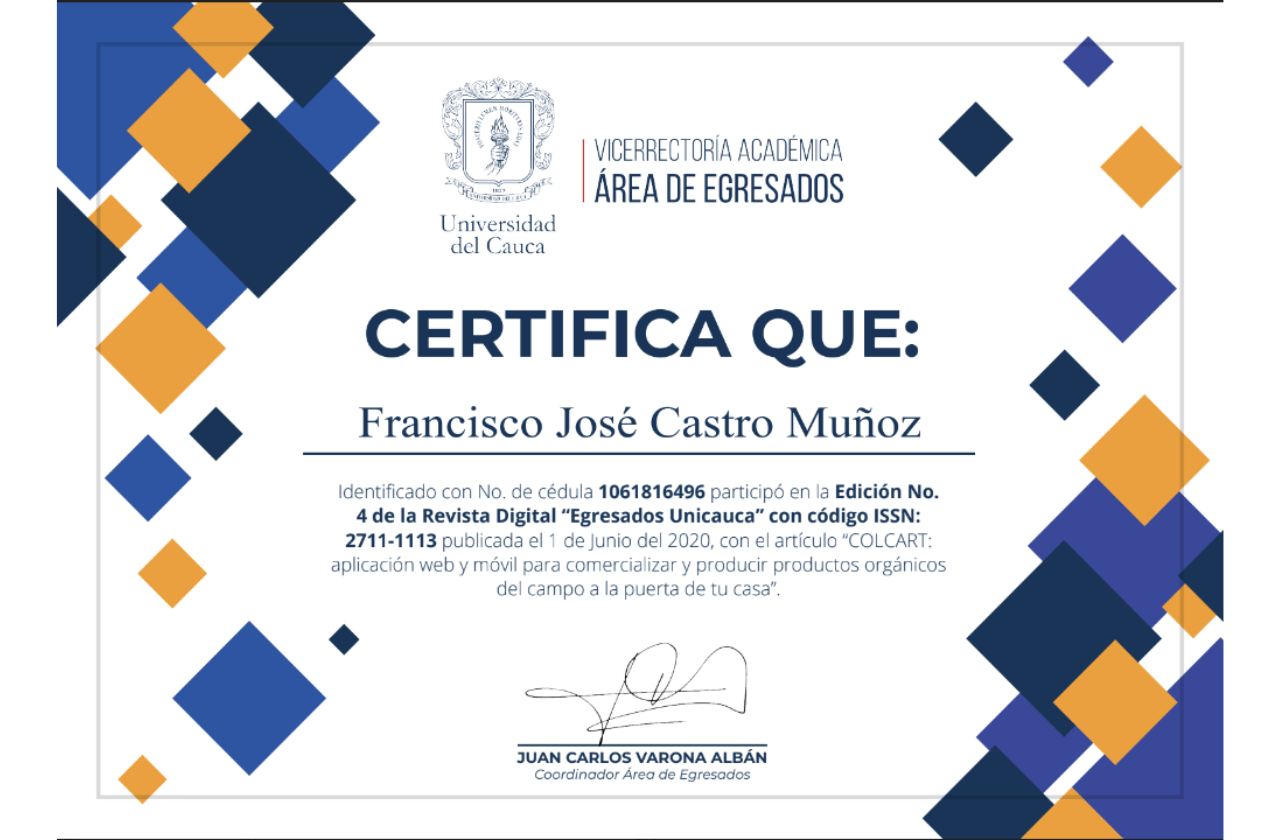 Universidad
del Cauca
VICERRECTORÍA ACADÉMICA
ÁREA DE EGRESADOS
CERTIFICA QUE:
Francisco José Castro Muñoz
Identificado con No. de cédula 1061816496 participó en la Edición No.
4 de la Revista Digital “Egresados Unicauca” con código ISSN:
2711-1113 publicada el 1 de Junio del 2020, con el artículo “COLCART:
aplicación web y móvil para comercializar y producir productos orgánicos
del campo a la puerta de tu casa”.
JUAN CARLOS VARONA ALBÁN
Coordinador Área de Egresados